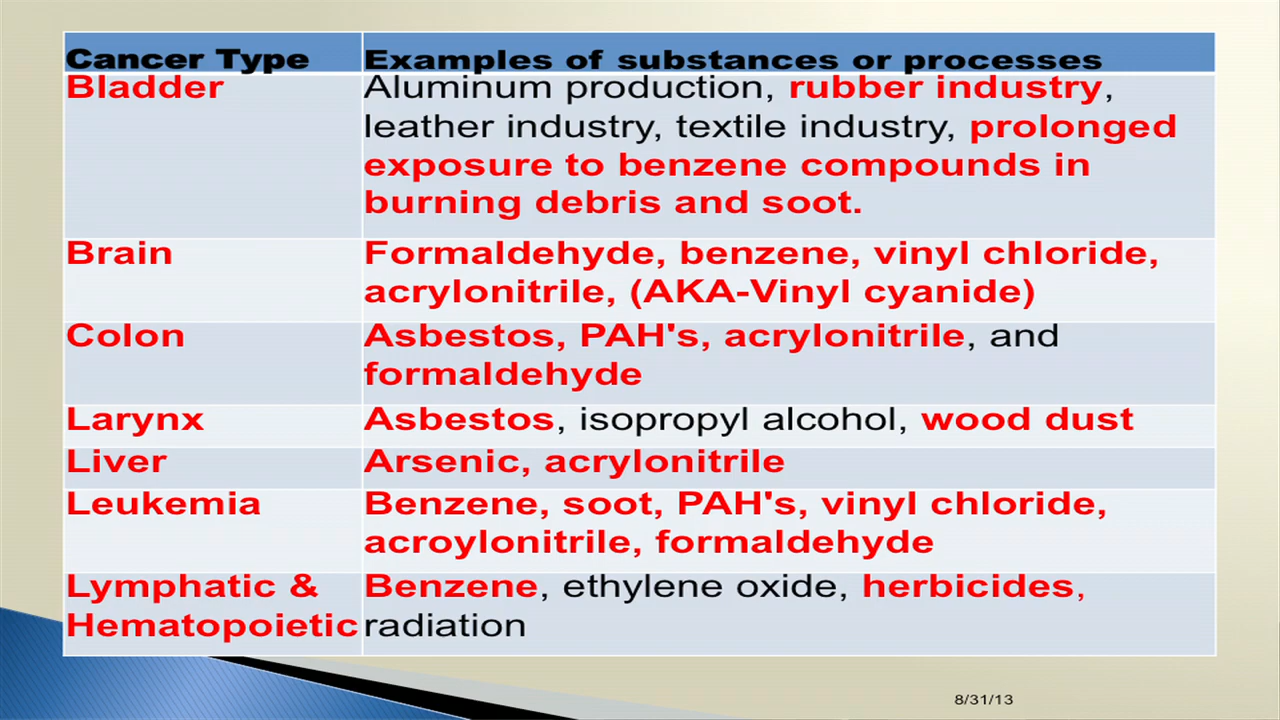 Cancer Type Examples of substances or processes
Bladder Aluminum production, rubber industry,
leather industry, textile industry, prolonged
exposure to benzene compounds in
burning debris and soot.
Brain Formaldehyde, benzene, vinyl chloride,
acrylonitrile, (AKA-Vinyl cyanide)
Colon Asbestos, PAH's, acrylonitrile, and
formaldehyde
Larynx Asbestos, isopropyl alcohol, wood dust
Liver Arsenic, acrylonitrile
Leukemia Benzene, soot, PAH's, vinyl chloride,
acroylonitrile, formaldehyde
Lymphatic & Benzene, ethylene oxide, herbicides,
Hematopoietic radiation
8/31/13